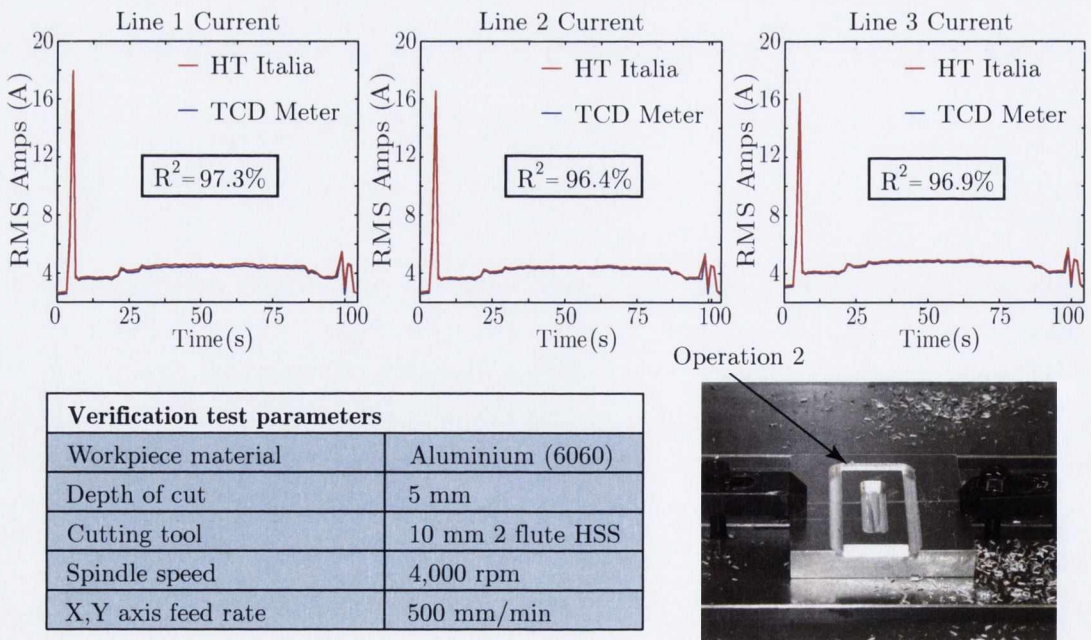 Line 1 Current
20
16
12
8
4
RMS Amps (A)
HT Italia
TCD Meter
R²= 97.3%
0 25 50 75 100
Time(s)
Line 2 Current
20
16
12
8
4
RMS Amps (A)
HT Italia
TCD Meter
R²= 96.4%
0 25 50 75 100
Time(s)
Line 3 Current
20
16
12
8
4
RMS Amps (A)
HT Italia
TCD Meter
R²= 96.9%
0 25 50 75 100
Time(s)
Operation 2
Verification test parameters
Workpiece material Aluminium (6060)
Depth of cut 5 mm
Cutting tool 10 mm 2 flute HSS
Spindle speed 4,000 rpm
X,Y axis feed rate 500 mm/min